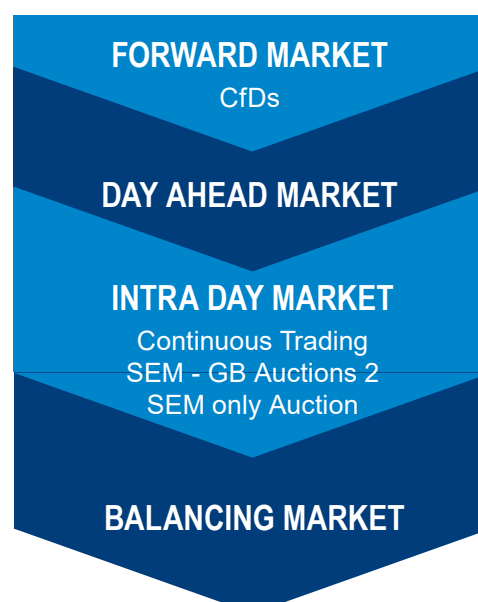 FORWARD MARKET
CfDs
DAY AHEAD MARKET
INTRA DAY MARKET
Continuous Trading
SEM - GB Auctions 2
SEM only Auction
BALANCING MARKET